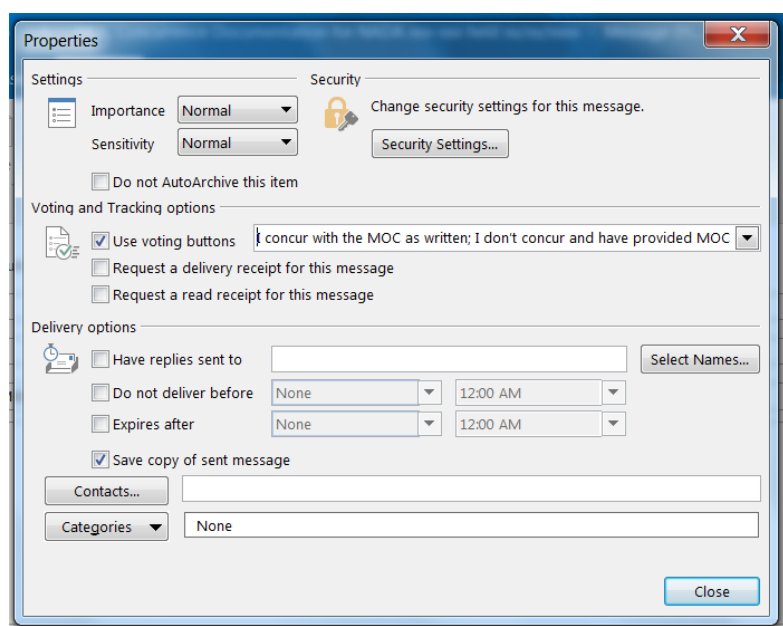 Properties
Settings
Security
Importance Normal
Change security settings for this message.
Sensitivity Normal
Security Settings...
Do not AutoArchive this item
Voting and Tracking options
Use voting buttons I concur with the MOC as written; I don't concur and have provided MOC
Request a delivery receipt for this message
Request a read receipt for this message
Delivery options
Have replies sent to Select Names...
Do not deliver before None 12:00 AM
Expires after None 12:00 AM
Save copy of sent message
Contacts...
Categories None
Close